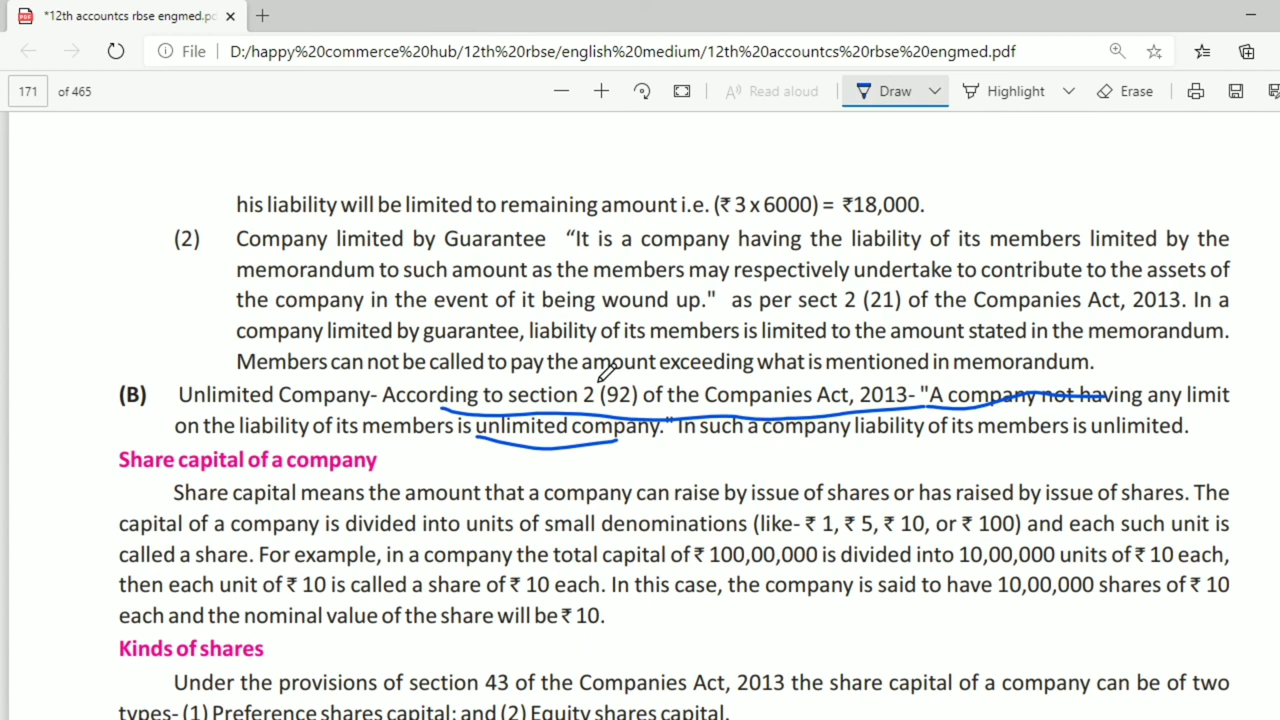 *12th accountcs rbse engmed.pd
File D:/happy%20commerce%20hub/12th%20rbse/english%20medium/12th%20accountcs%20rbse%20engmed.pdf
171 of 465 Read aloud Draw Highlight Erase
his liability will be limited to remaining amount i.e. (₹ 3 x 6000) = ₹18,000.
(2) Company limited by Guarantee “It is a company having the liability of its members limited by the
memorandum to such amount as the members may respectively undertake to contribute to the assets of
the company in the event of it being wound up." as per sect 2 (21) of the Companies Act, 2013. In a
company limited by guarantee, liability of its members is limited to the amount stated in the memorandum.
Members can not be called to pay the amount exceeding what is mentioned in memorandum.
(B) Unlimited Company- According to section 2 (92) of the Companies Act, 2013- "A company not having any limit
on the liability of its members is unlimited company." In such a company liability of its members is unlimited.
Share capital of a company
Share capital means the amount that a company can raise by issue of shares or has raised by issue of shares. The
capital of a company is divided into units of small denominations (like- ₹ 1, ₹ 5, ₹ 10, or ₹ 100) and each such unit is
called a share. For example, in a company the total capital of ₹ 100,00,000 is divided into 10,00,000 units of ₹ 10 each,
then each unit of ₹ 10 is called a share of ₹ 10 each. In this case, the company is said to have 10,00,000 shares of ₹ 10
each and the nominal value of the share will be ₹ 10.
Kinds of shares
Under the provisions of section 43 of the Companies Act, 2013 the share capital of a company can be of two
types- (1) Preference shares capital; and (2) Equity shares capital.